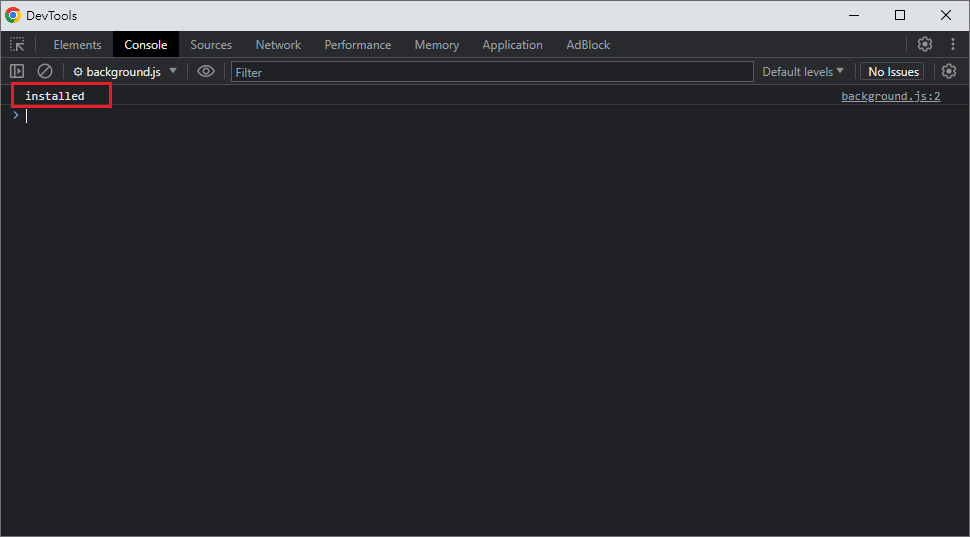 DevTools
Elements Console Sources Network Performance Memory Application AdBlock
background.js Filter Default levels No Issues
installed background.js:2
>